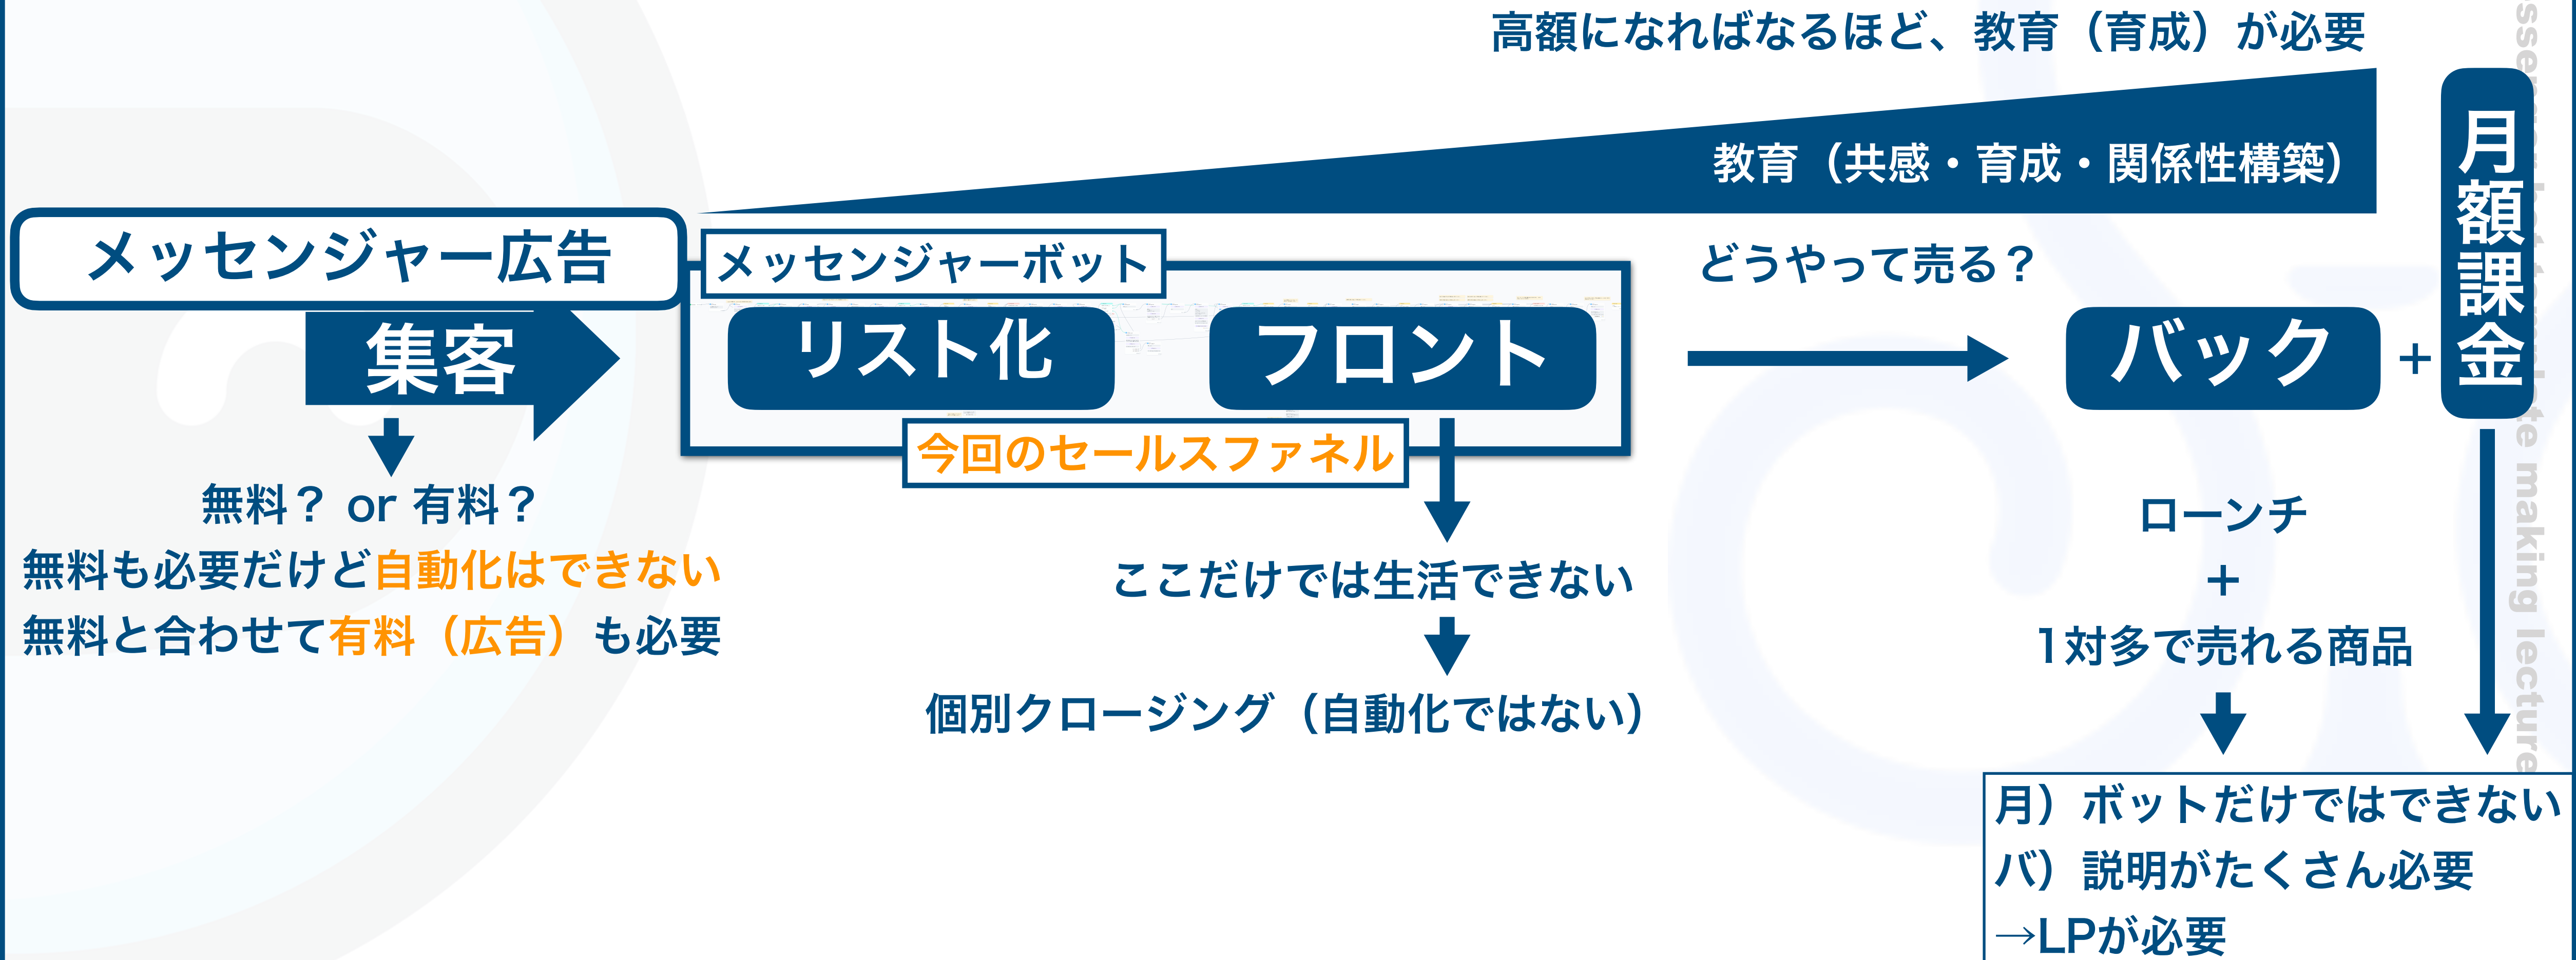 高額になればなるほど、教育（育成）が必要
教育（共感・育成・関係性構築）
月額課金
メッセンジャー広告
メッセンジャーボット
どうやって売る？
集客
リスト化
フロント
バック
+
今回のセールスファネル
無料？ or 有料？
無料も必要だけど自動化はできない
無料と合わせて有料（広告）も必要
ここだけでは生活できない
個別クロージング（自動化ではない）
ローンチ
+
1対多で売れる商品
月）ボットだけではできない
バ）説明がたくさん必要
→LPが必要
making lecture